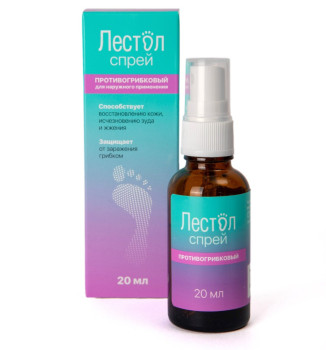 Лестол
спрей
ПРОТИВОГРИБКОВЫЙ
для наружного применения
Способствует
восстановлению кожи,
исчезновению зуда
и жжения
Защищает
от заражения
грибком
20 мл
Лестол
спрей
ПРОТИВОГРИБКОВЫЙ
20 мл